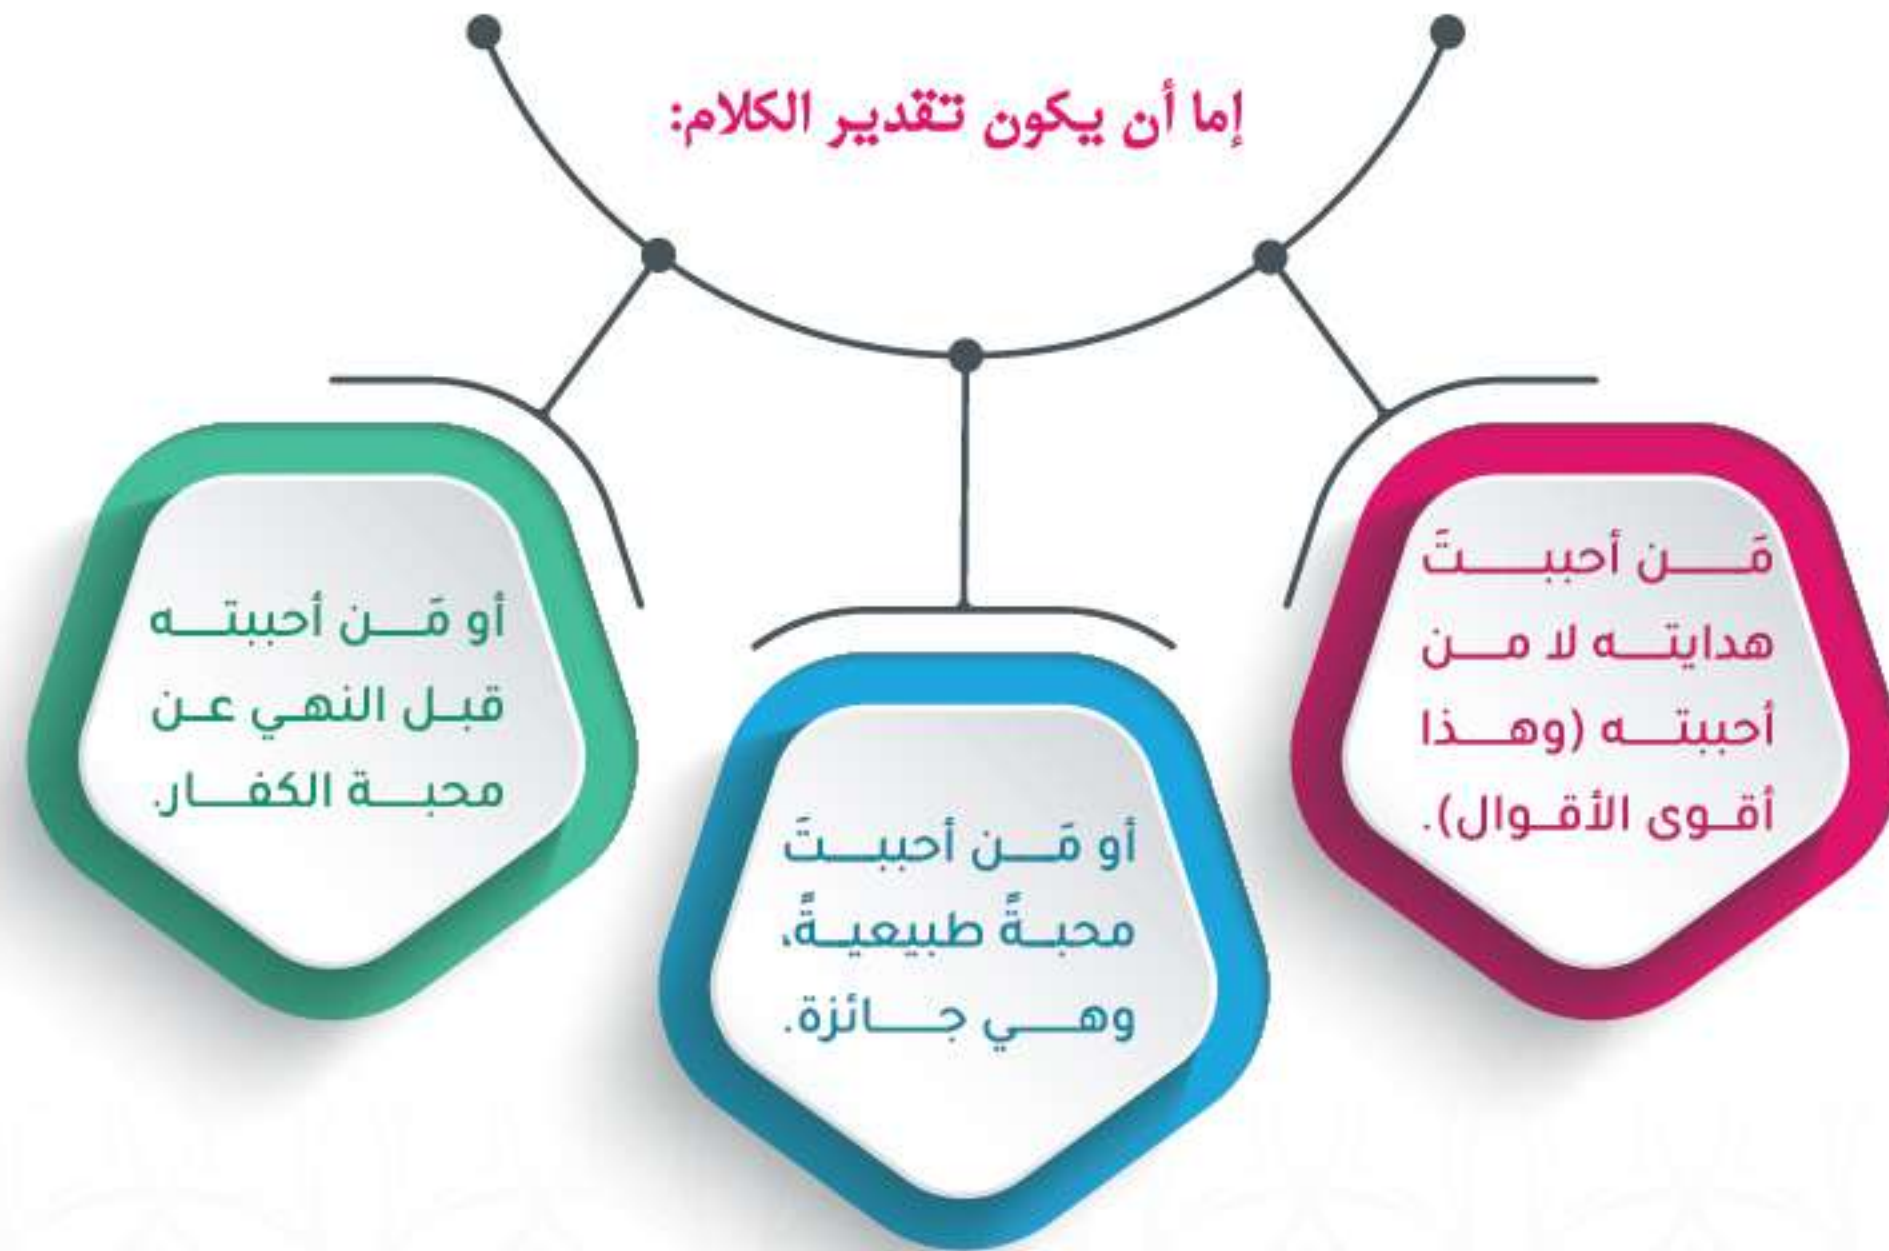 إما أن يكون تقدير الكلام:
مَن أحببتَ
هدايته لا من
أحببته (وهذا
أقوى الأقوال).
أو مَن أحببتَ
محبةً طبيعيةً،
وهي جائزة.
أو مَن أحببته
قبل النهي عن
محبة الكفار.